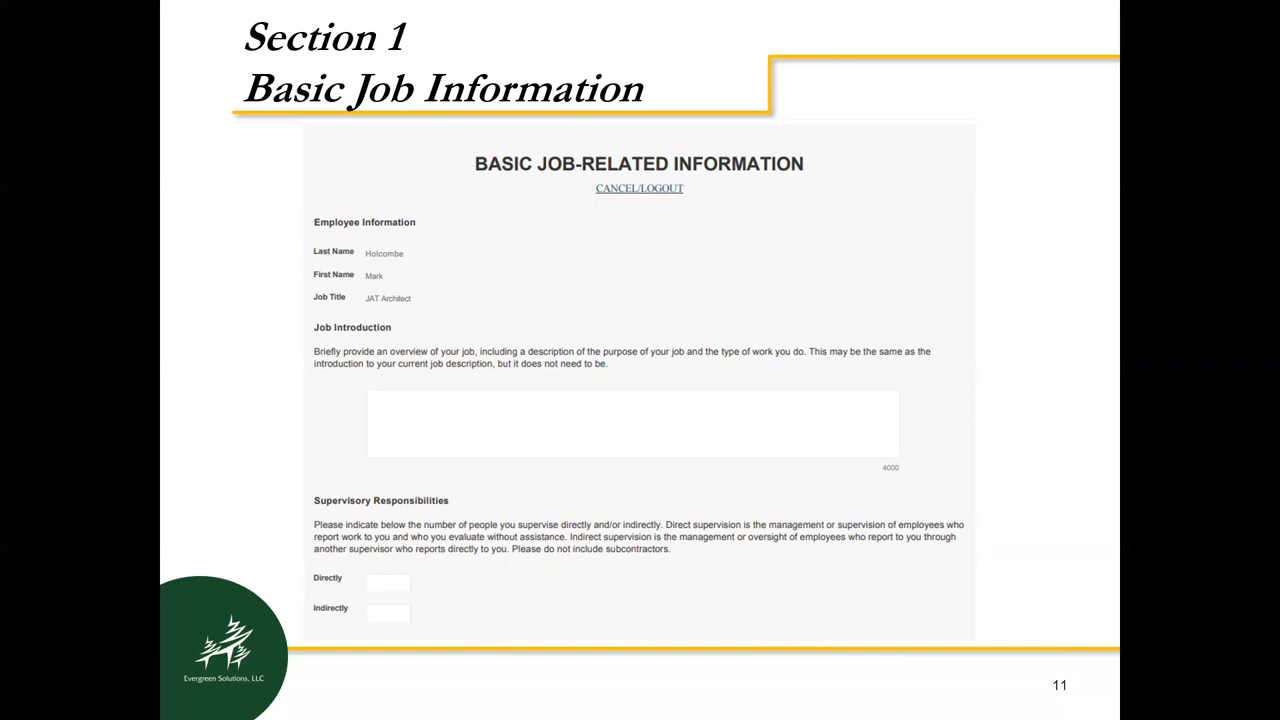 Section 1
Basic Job Information
BASIC JOB-RELATED INFORMATION
CANCEL/LOGOUT
Employee Information
Last Name Holcombe
First Name Mark
Job Title JAT Architect
Job Introduction
Briefly provide an overview of your job, including a description of the purpose of your job and the type of work you do. This may be the same as the
introduction to your current job description, but it does not need to be.
4000
Supervisory Responsibilities
Please indicate below the number of people you supervise directly and/or indirectly. Direct supervision is the management or supervision of employees who
report work to you and who you evaluate without assistance. Indirect supervision is the management or oversight of employees who report to you through
another supervisor who reports directly to you. Please do not include subcontractors.
Directly
Indirectly
Evergreen Solutions, LLC
11